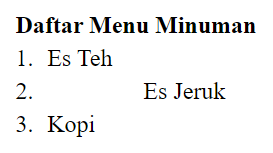 Daftar Menu Minuman
1. Es Teh
2. Es Jeruk
3. Kopi